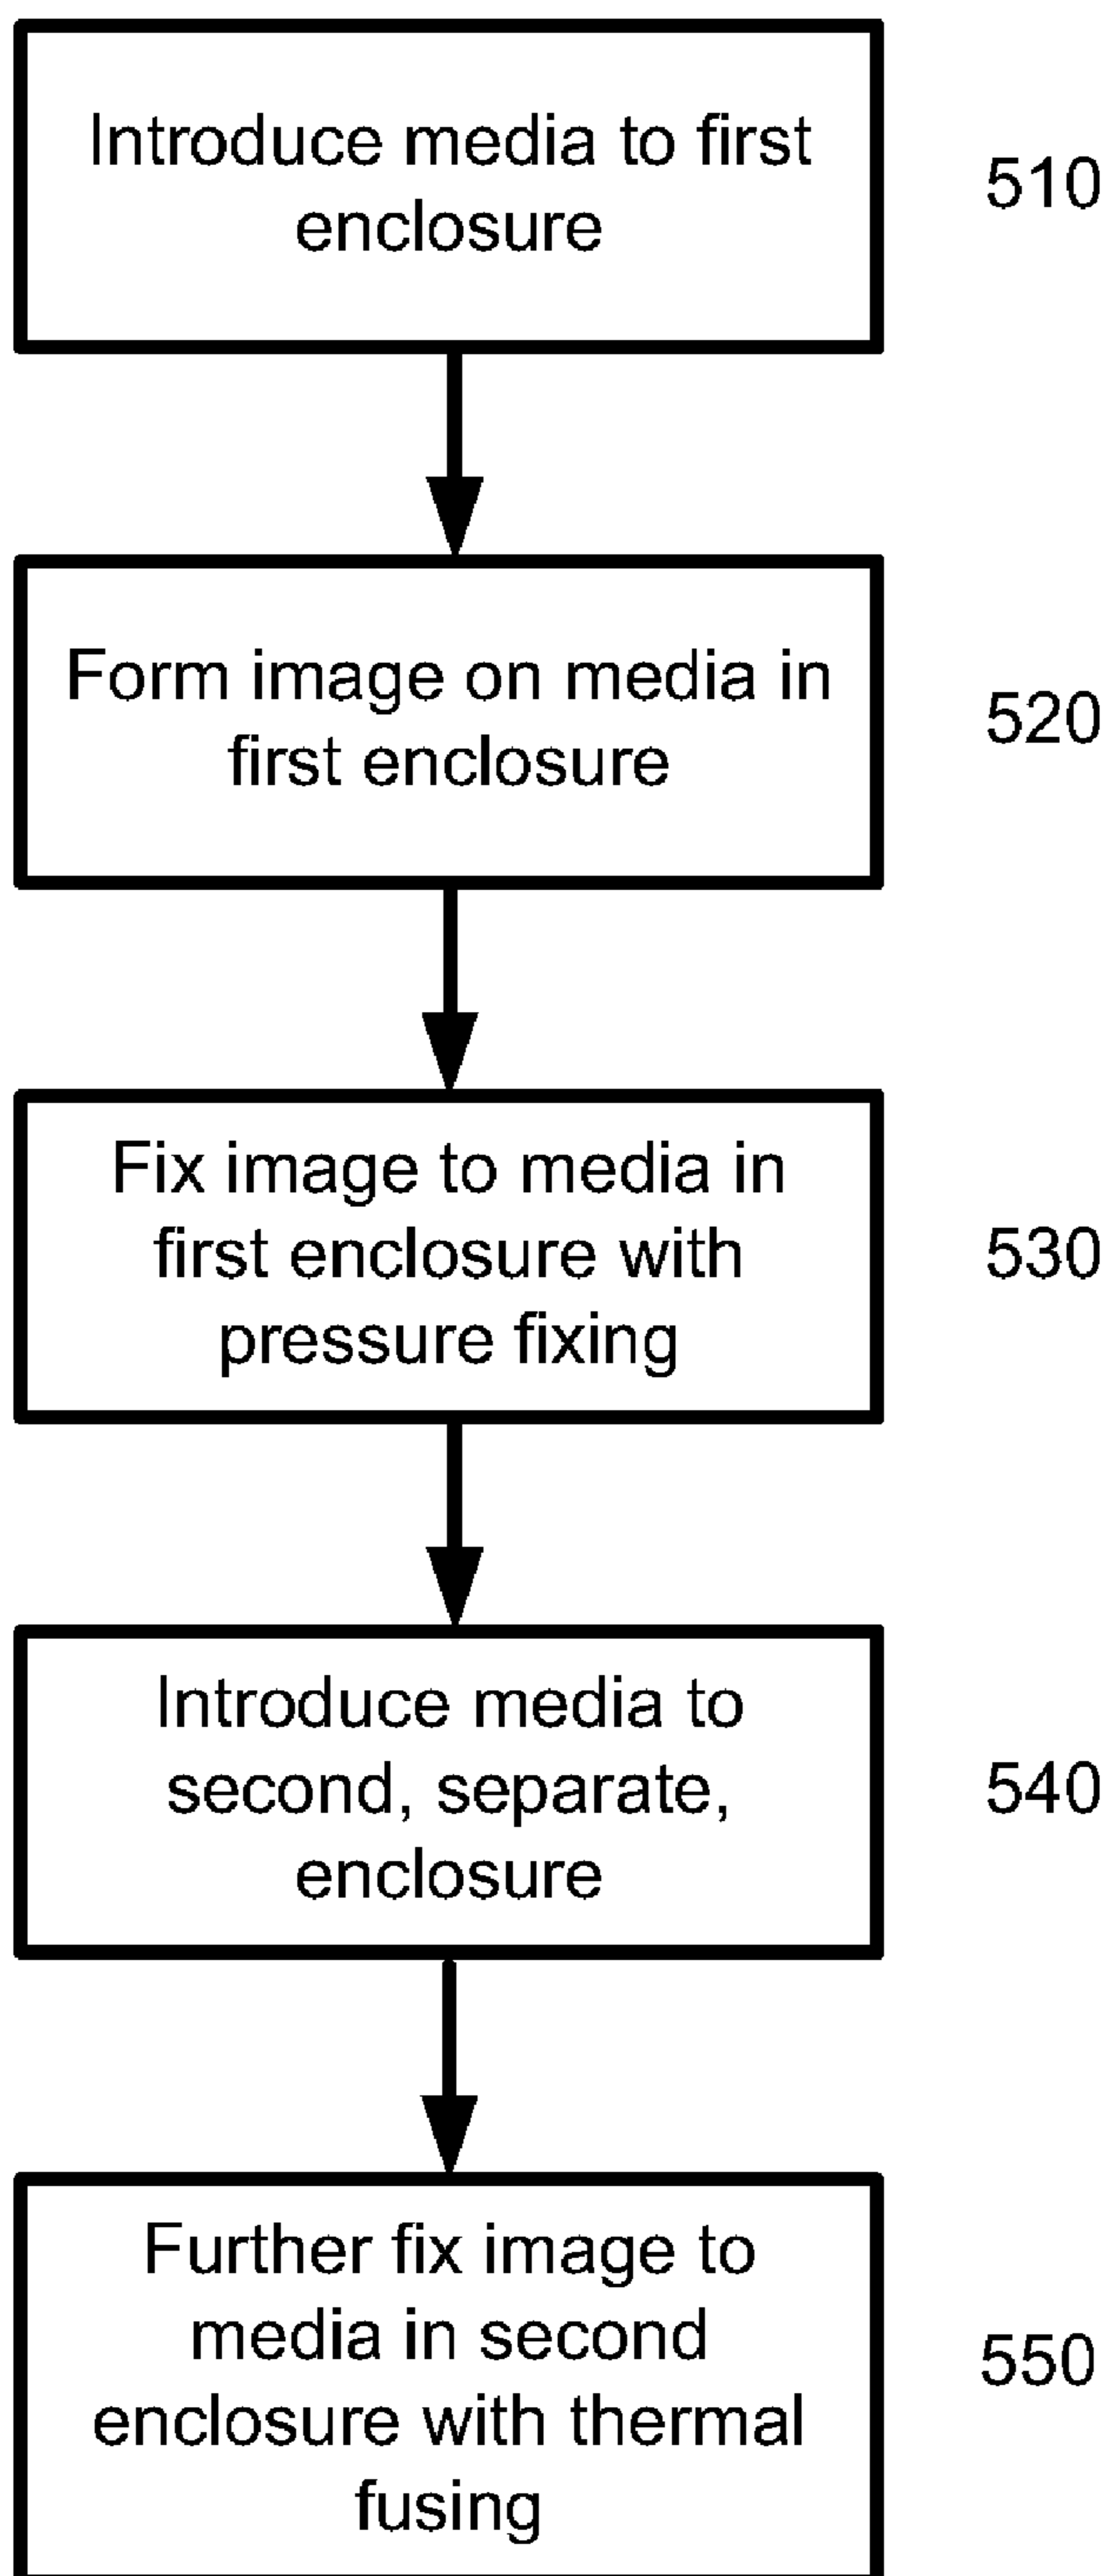 Introduce media to first
enclosure
510
Form image on media in
first enclosure
520
Fix image to media in
first enclosure with
pressure fixing
530
Introduce media to
second, separate,
enclosure
540
Further fix image to
media in second
enclosure with thermal
fusing
550